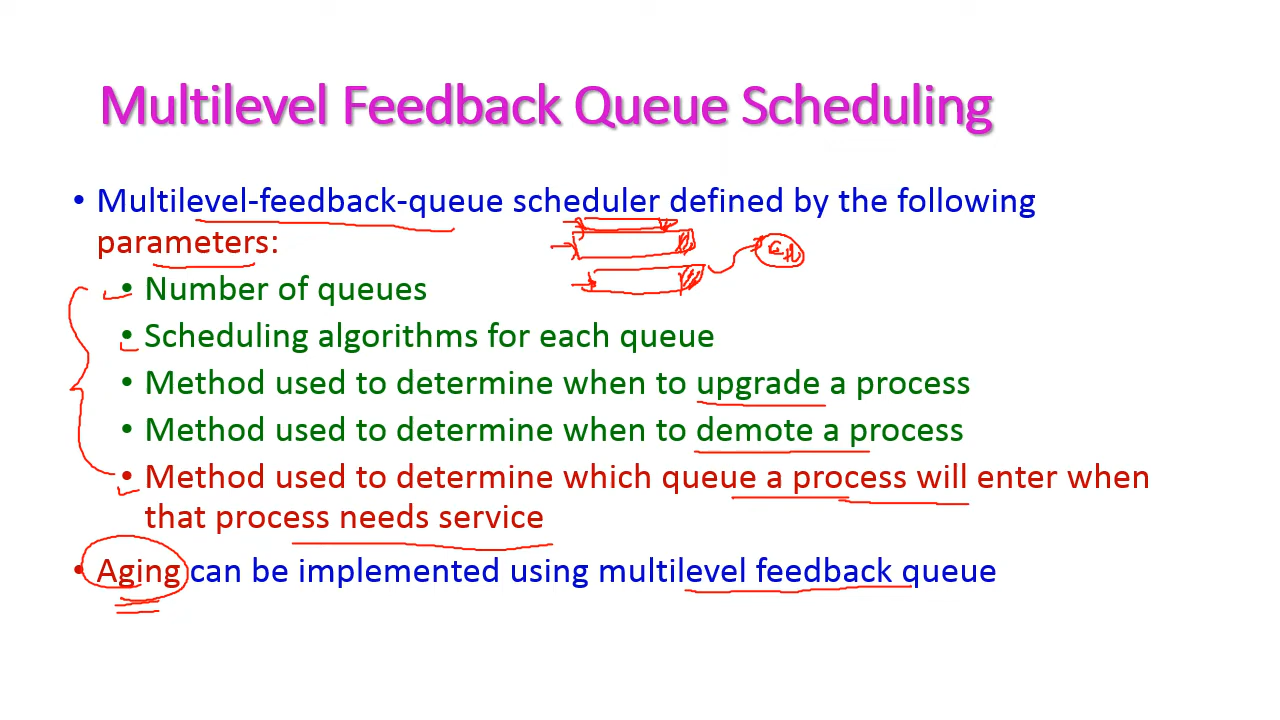 Multilevel Feedback Queue Scheduling
• Multilevel-feedback-queue scheduler defined by the following
parameters:
• Number of queues
• Scheduling algorithms for each queue
• Method used to determine when to upgrade a process
• Method used to determine when to demote a process
• Method used to determine which queue a process will enter when
that process needs service
• Aging can be implemented using multilevel feedback queue